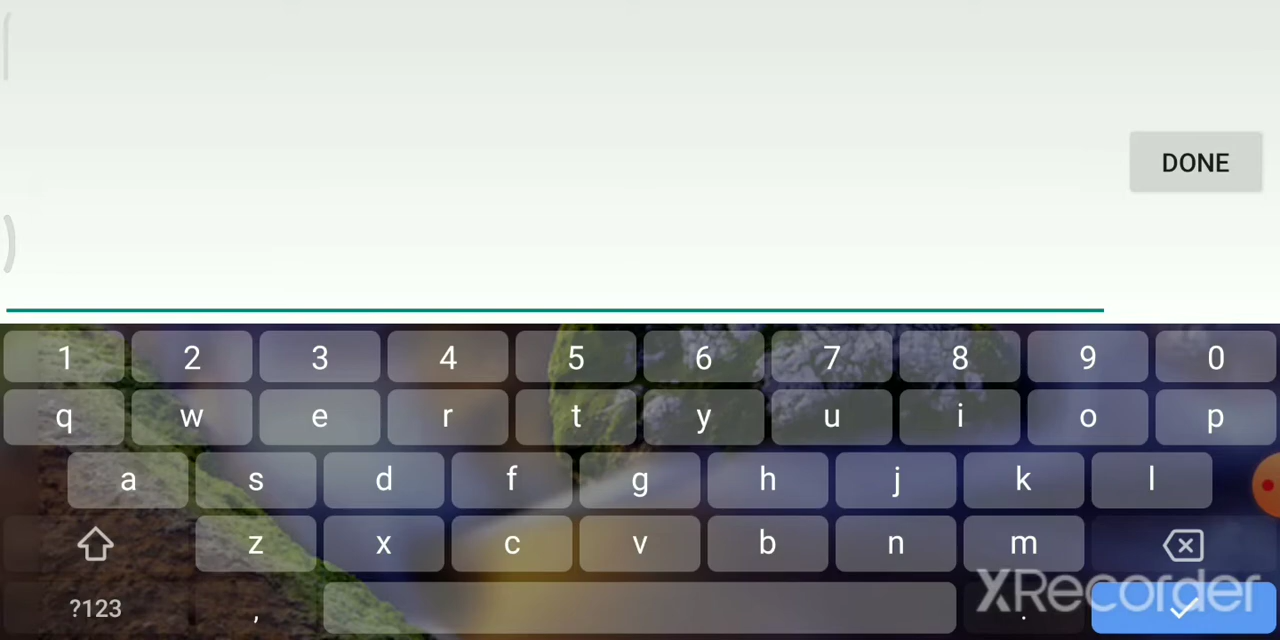 (
DONE
)
1 2 3 4 5 6 7 8 9 0
q w e r t y u i o p
a s d f g h j k l
z x c v b n m
?123 , .
XRecorder